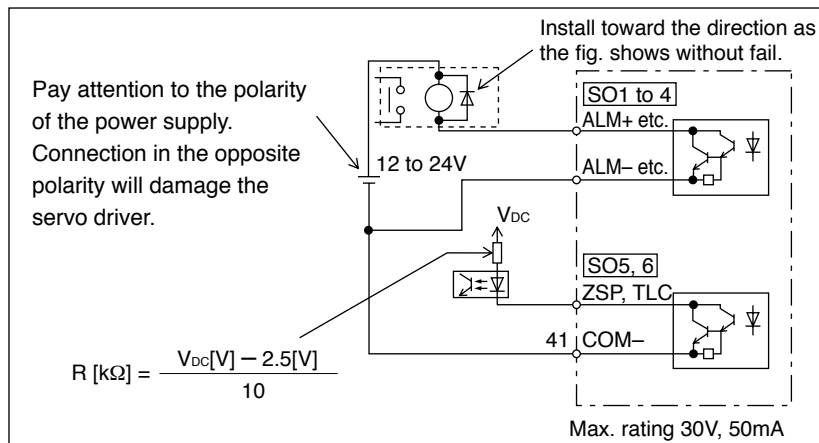 Install toward the direction as
the fig. shows without fail.
Pay attention to the polarity
of the power supply.
Connection in the opposite
polarity will damage the
servo driver.
12 to 24V
SO1 to 4
ALM+ etc.
ALM– etc.
VDC
SO5, 6
ZSP, TLC
41 COM–
R [kΩ] = VDC[V] – 2.5[V]
10
Max. rating 30V, 50mA